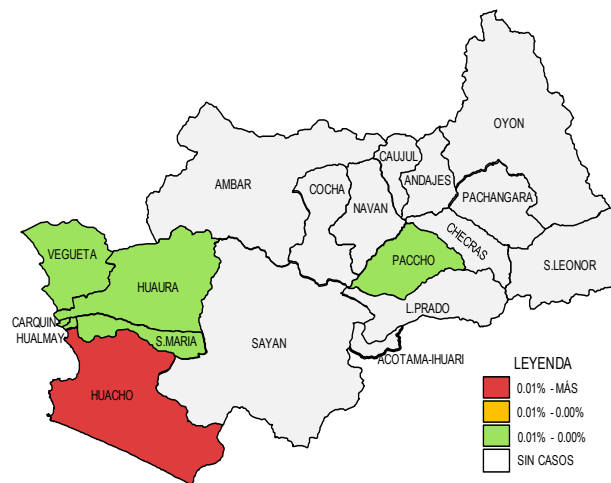 OYON
CAUJUL
ANDAJES
AMBAR
COCHA
NAVAN
PACHANGARA
CHECRAS
VEGUETA
PACCHO
S.LEONOR
HUAURA
L.PRADO
CARQUIN
HUALMAY
S.MARIA
SAYAN
ACOTAMA-IHUARI
HUACHO
LEYENDA
0.01% - MÁS
0.01% - 0.00%
0.01% - 0.00%
SIN CASOS